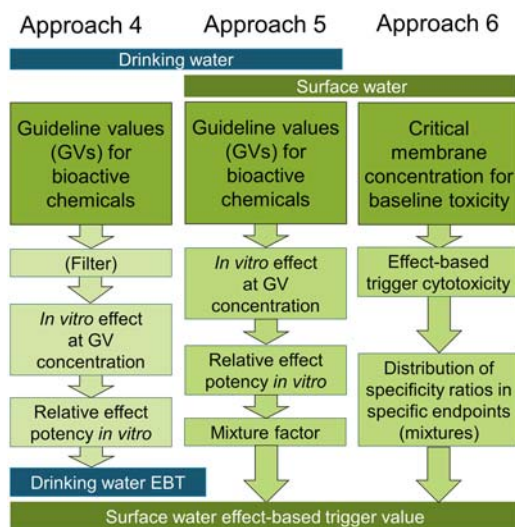 Approach 4
Approach 5
Approach 6
Drinking water
Surface water
Guideline values
(GVs) for
bioactive
chemicals
(Filter)
In vitro effect
at GV
concentration
Relative effect
potency in vitro
Drinking water EBT
Guideline values
(GVs) for
bioactive
chemicals
In vitro effect
at GV
concentration
Relative effect
potency in vitro
Mixture factor
Critical
membrane
concentration for
baseline toxicity
Effect-based
trigger cytotoxicity
Distribution of
specificity ratios in
specific endpoints
(mixtures)
Surface water effect-based trigger value